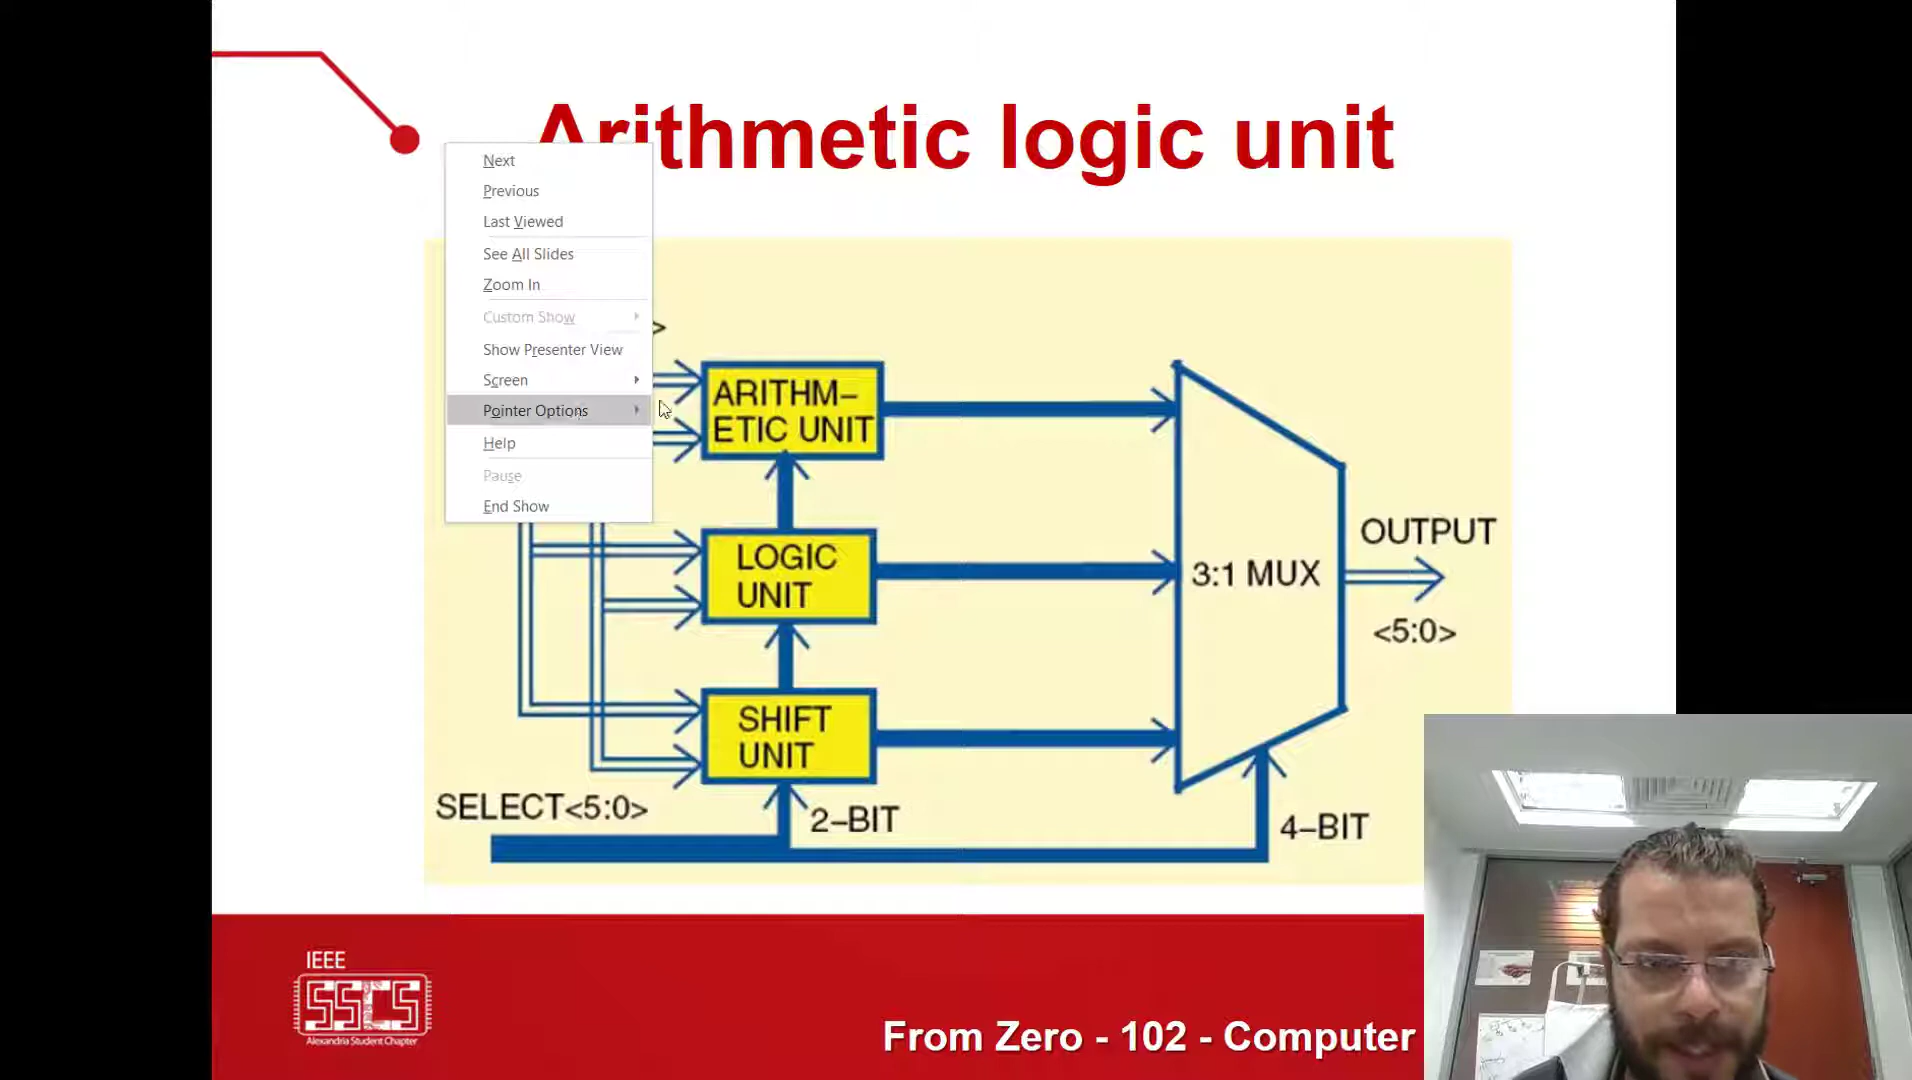 Arithmetic logic unit
Next
Previous
Last Viewed
See All Slides
Zoom In
Custom Show
Show Presenter View
Screen
Pointer Options
Help
Pause
End Show
>
ARITHM–
ETIC UNIT
LOGIC
UNIT
SHIFT
UNIT
3:1 MUX
OUTPUT
<5:0>
SELECT<5:0>
2–BIT
4–BIT
IEEE
SSCS
Alexandria Student Chapter
From Zero - 102 - Computer